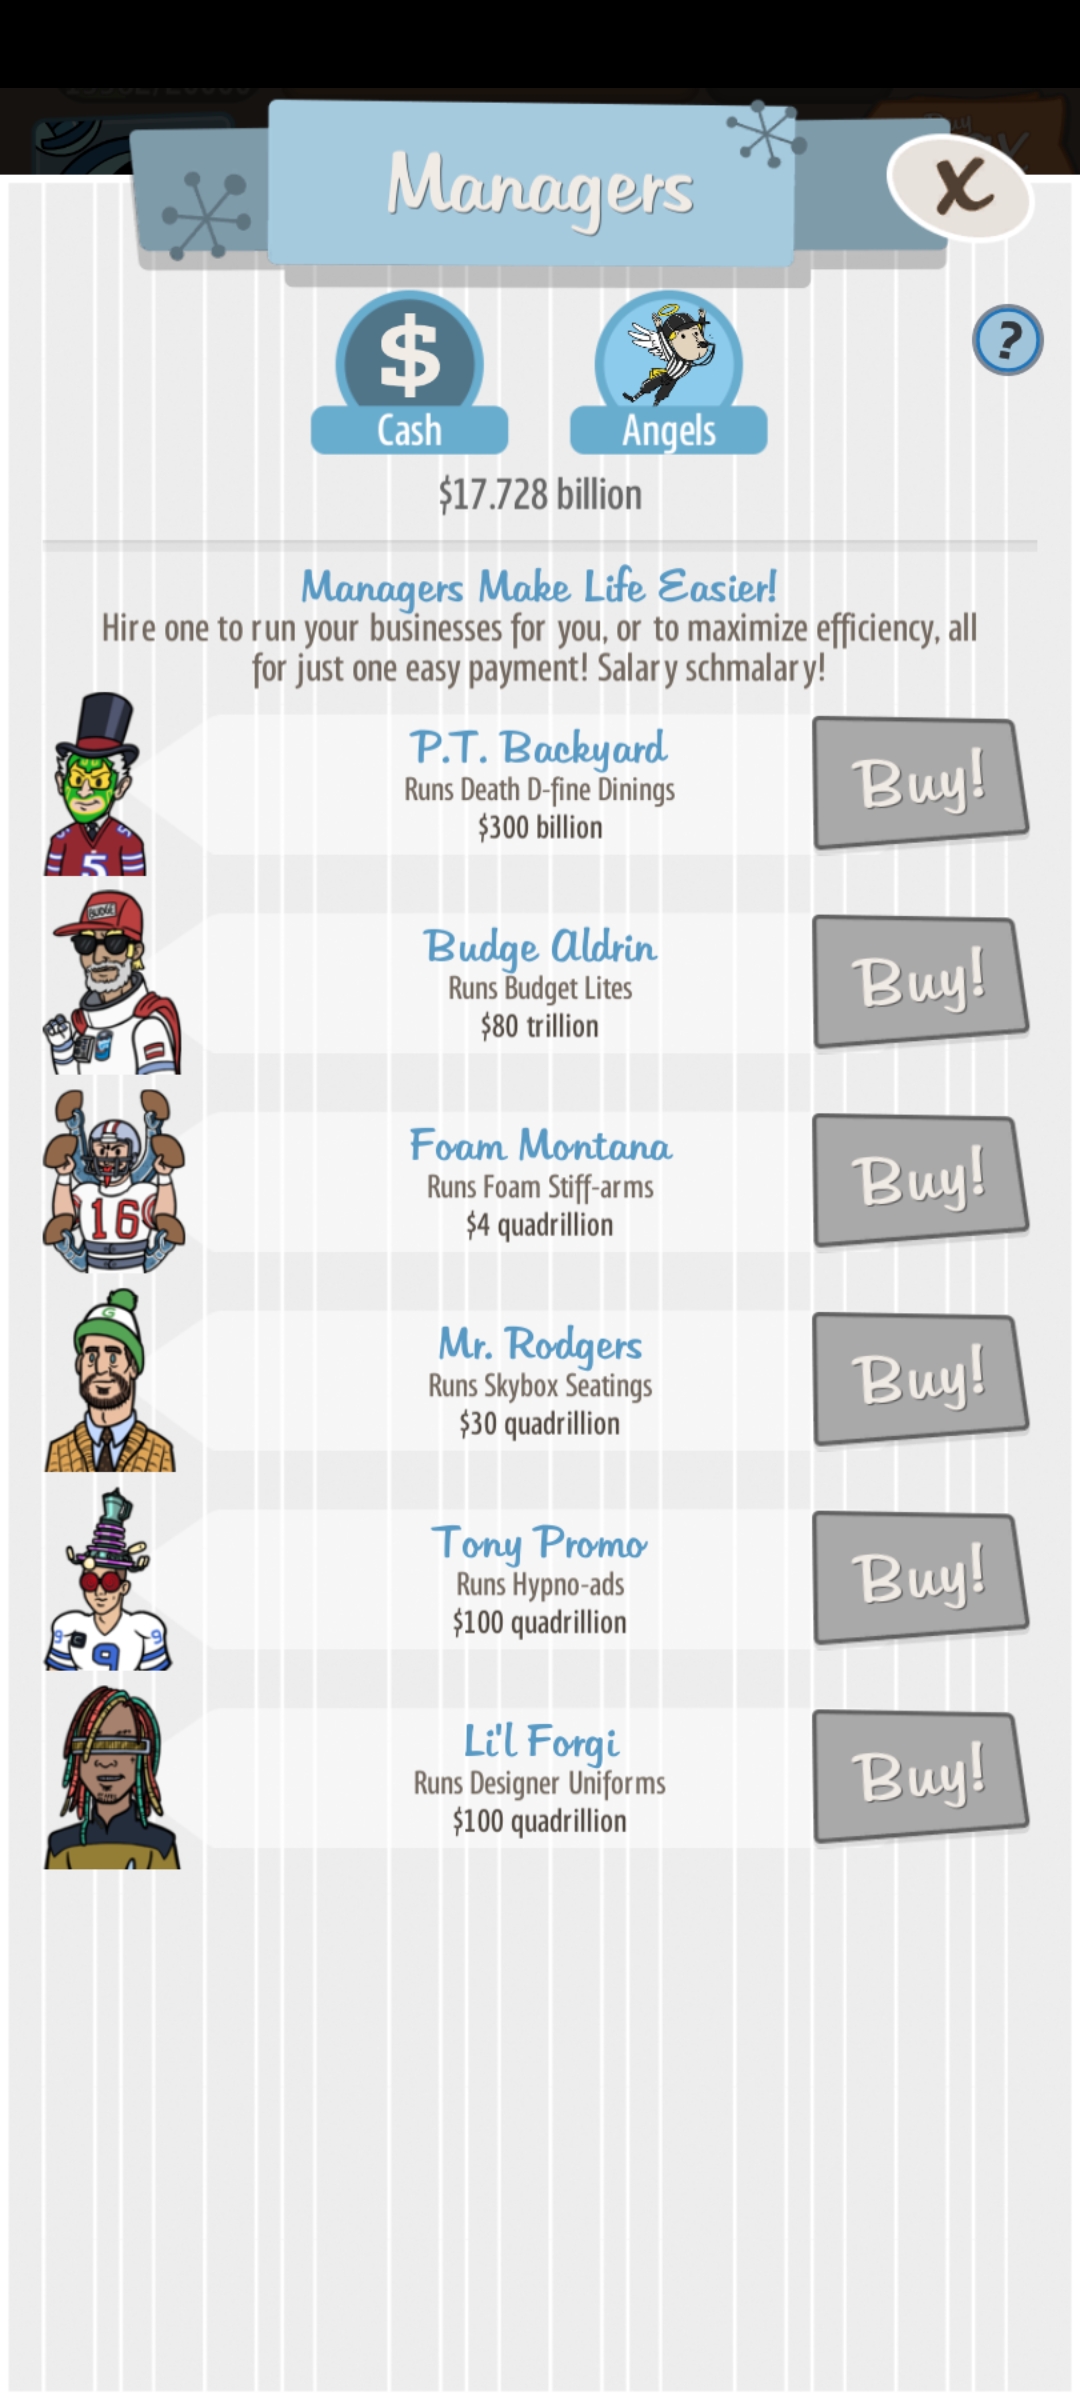 Managers
X
?
$
Cash
Angels
$17.728 billion
Managers Make Life Easier!
Hire one to run your businesses for you, or to maximize efficiency, all
for just one easy payment! Salary schmalary!
P.T. Backyard
Runs Death D-fine Dinings
$300 billion
Buy!
5
BUDGE
Budge Aldrin
Runs Budget Lites
$80 trillion
Buy!
16
Foam Montana
Runs Foam Stiff-arms
$4 quadrillion
Buy!
G
Mr. Rodgers
Runs Skybox Seatings
$30 quadrillion
Buy!
9
Tony Promo
Runs Hypno-ads
$100 quadrillion
Buy!
Li'l Forgi
Runs Designer Uniforms
$100 quadrillion
Buy!